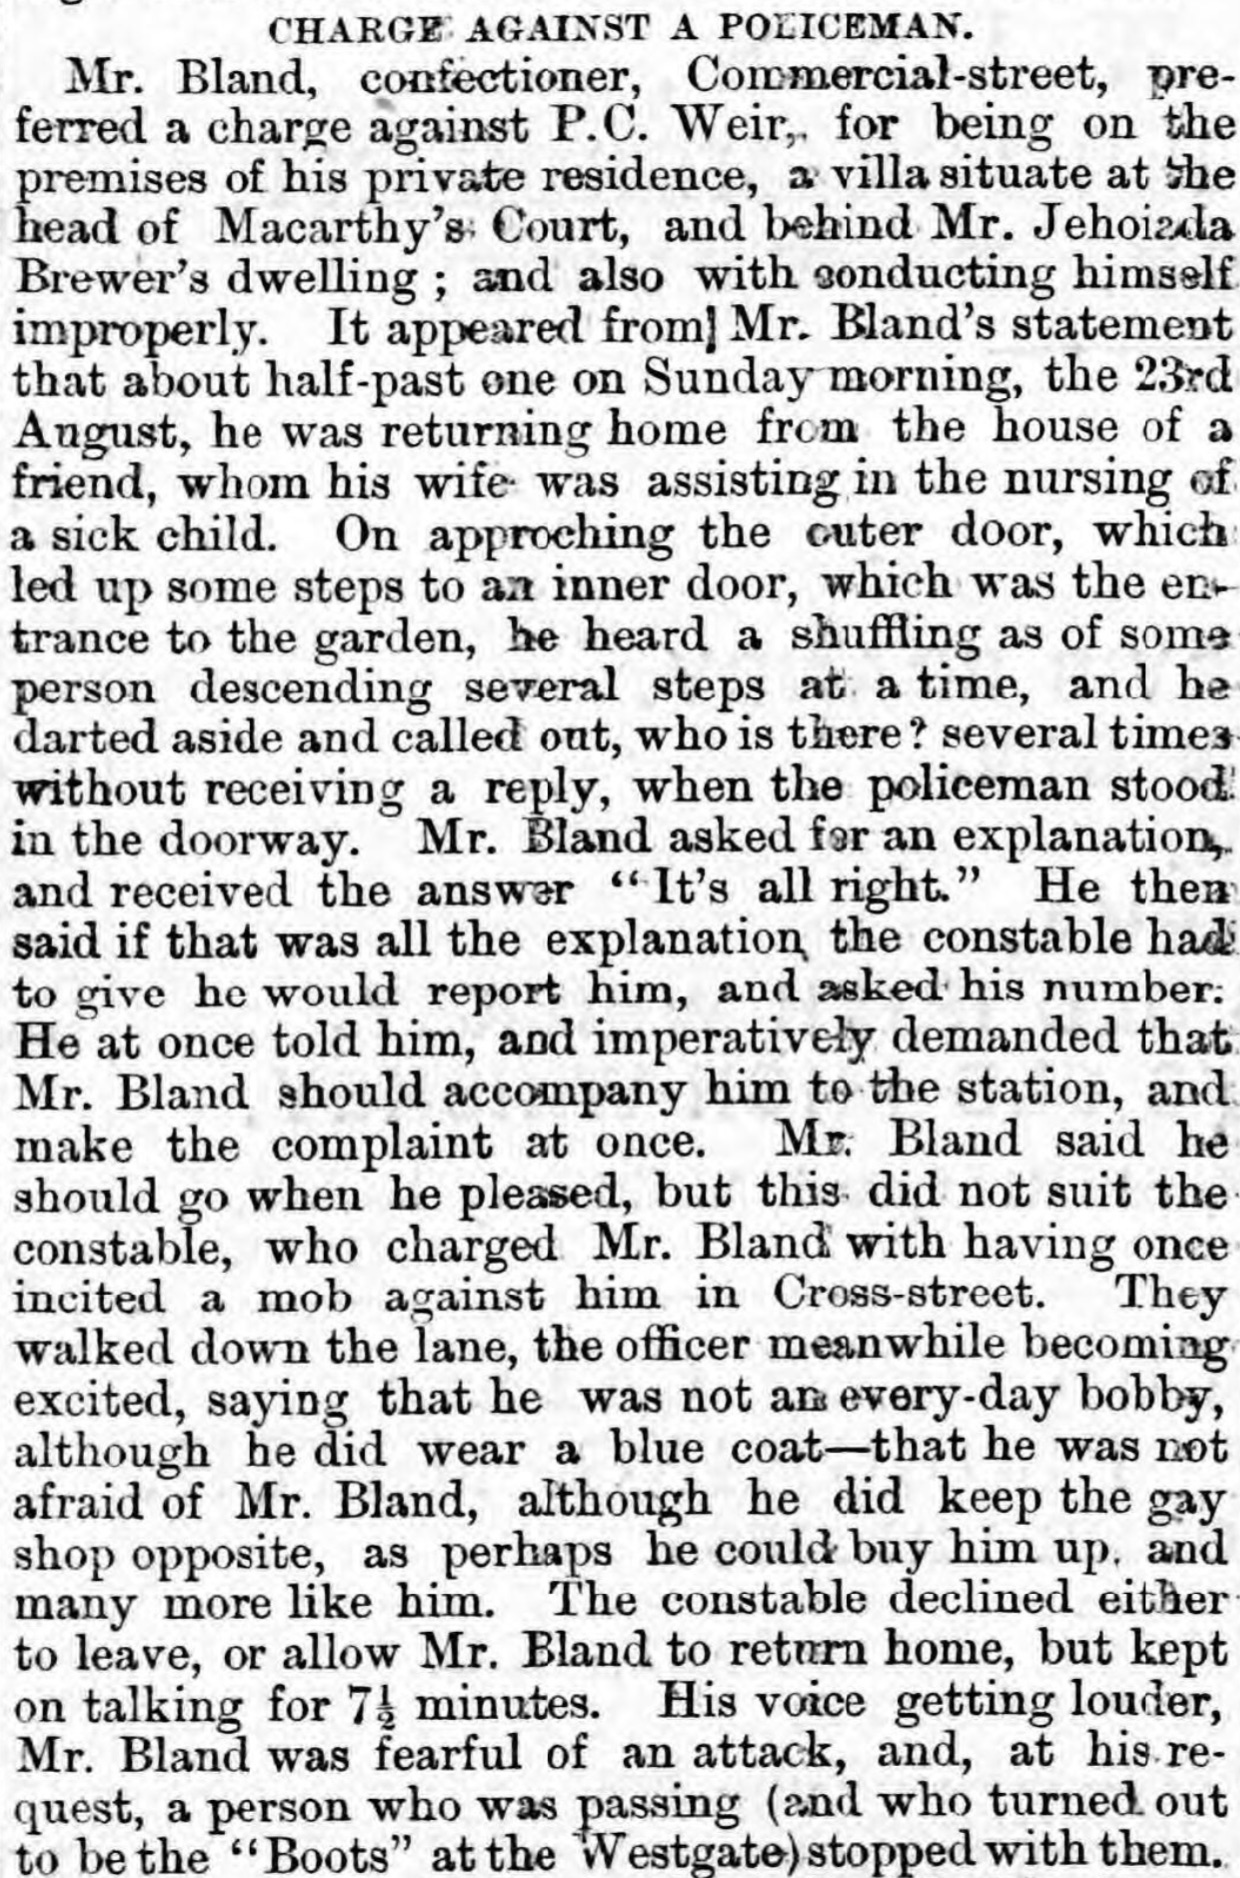 CHARGE AGAINST A POLICEMAN.
Mr. Bland, confectioner, Commercial-street, pre-
ferred a charge against P.C. Weir, for being on the
premises of his private residence, a villa situate at the
head of Macarthy's Court, and behind Mr. Jehoiada
Brewer's dwelling ; and also with conducting himself
improperly. It appeared from Mr. Bland's statement
that about half-past one on Sunday morning, the 23rd
August, he was returning home from the house of a
friend, whom his wife was assisting in the nursing of
a sick child. On approching the outer door, which
led up some steps to an inner door, which was the en-
trance to the garden, he heard a shuffling as of some
person descending several steps at a time, and he
darted aside and called out, who is there? several times
without receiving a reply, when the policeman stood
in the doorway. Mr. Bland asked for an explanation,
and received the answer "It's all right." He then
said if that was all the explanation the constable had
to give he would report him, and asked his number.
He at once told him, and imperatively demanded that
Mr. Bland should accompany him to the station, and
make the complaint at once. Mr. Bland said he
should go when he pleased, but this did not suit the
constable, who charged Mr. Bland with having once
incited a mob against him in Cross-street. They
walked down the lane, the officer meanwhile becoming
excited, saying that he was not an every-day bobby,
although he did wear a blue coat—that he was not
afraid of Mr. Bland, although he did keep the gay
shop opposite, as perhaps he could buy him up, and
many more like him. The constable declined either
to leave, or allow Mr. Bland to return home, but kept
on talking for 7½ minutes. His voice getting louder,
Mr. Bland was fearful of an attack, and, at his re-
quest, a person who was passing (and who turned out
to be the "Boots" at the Westgate) stopped with them.